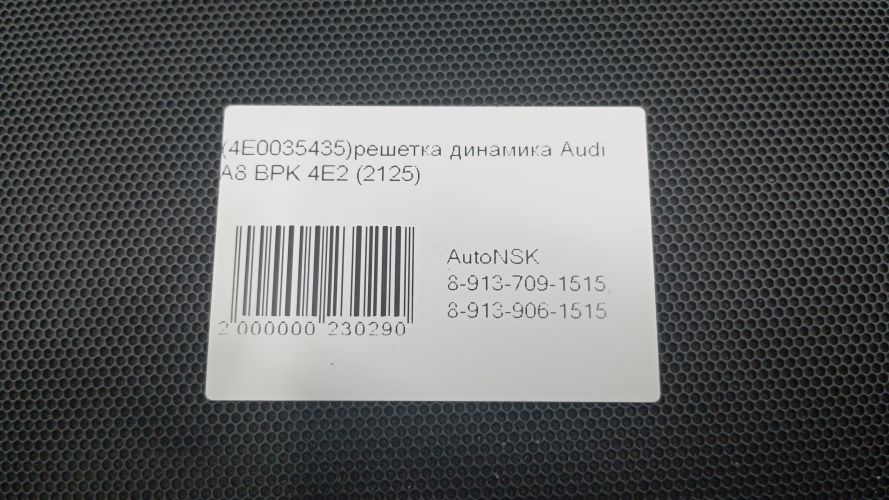 (4E0035435)решетка динамика Audi
A8 BPK 4E2 (2125)
AutoNSK
8-913-709-1515,
8-913-906-1515
2 000000 230290